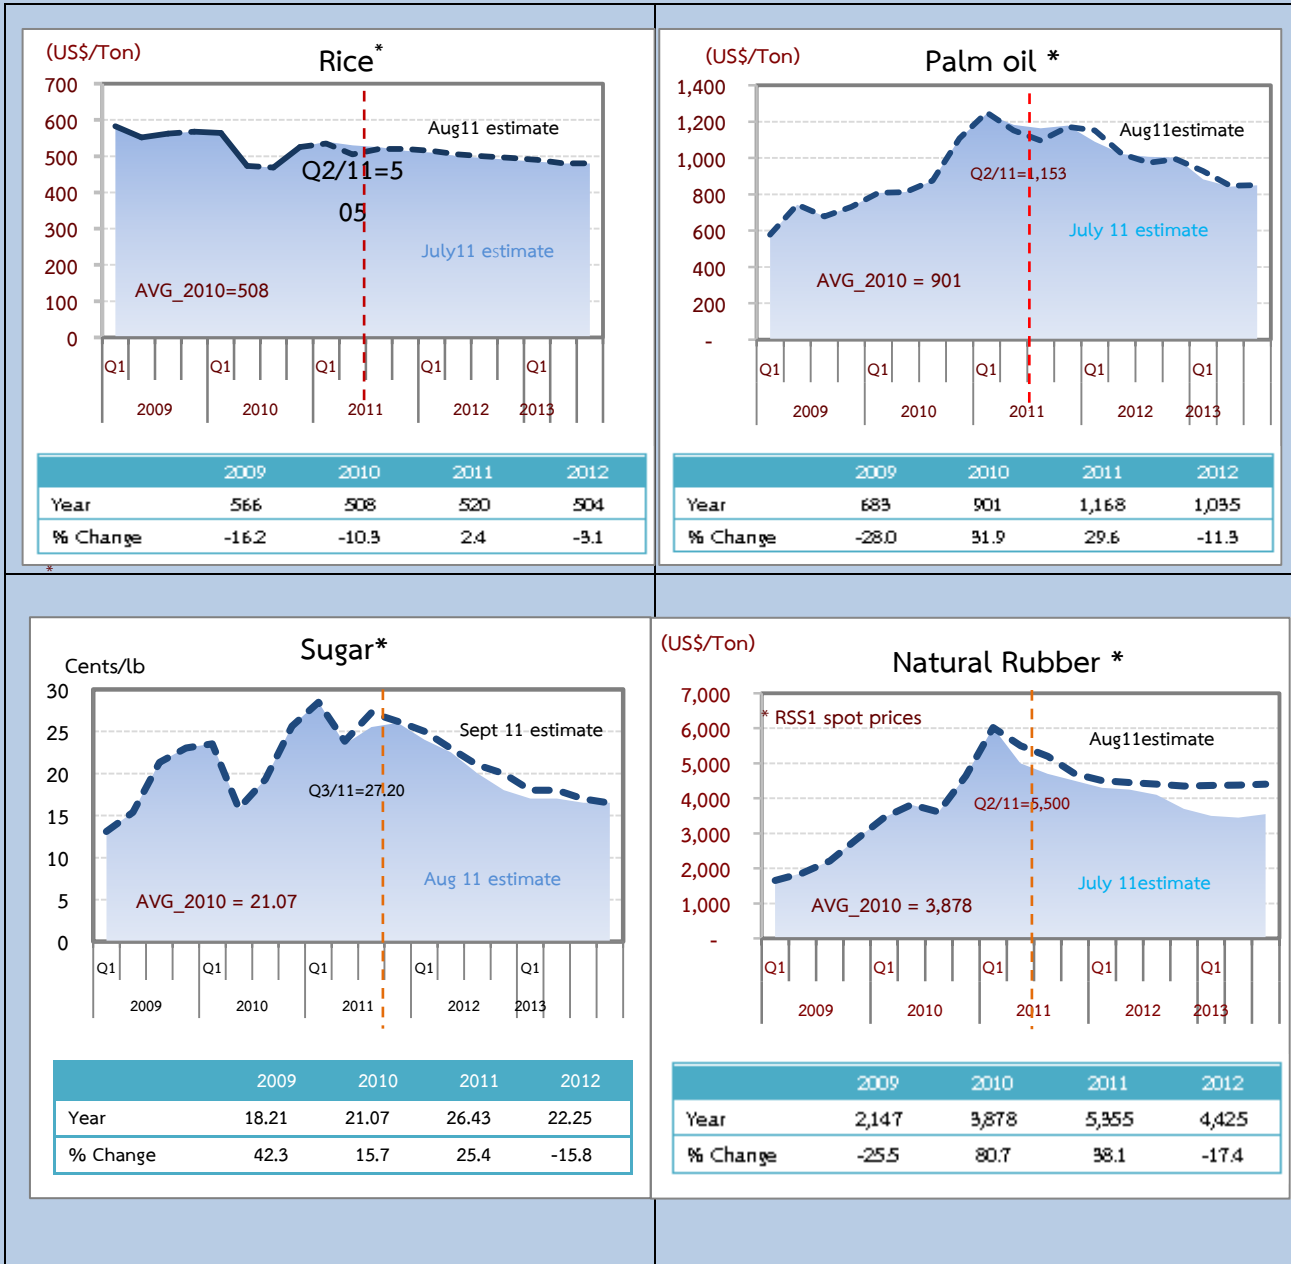 (US$/Ton)
Rice*
700
600
500
400
300
200
100
0
Aug11 estimate
Q2/11=5
05
July11 estimate
AVG_2010=508
Q1 Q1 Q1 Q1 Q1
2009 2010 2011 2012 2013
2009 2010 2011 2012
Year 566 508 520 504
% Change -16.2 -10.3 2.4 -3.1
*
(US$/Ton)
Palm oil *
1,400
1,200
1,000
800
600
400
200
-
Aug11estimate
Q2/11=1,153
July 11 estimate
AVG_2010 = 901
Q1 Q1 Q1 Q1 Q1
2009 2010 2011 2012 2013
2009 2010 2011 2012
Year 683 901 1,168 1,035
% Change -28.0 31.9 29.6 -11.3
Sugar*
Cents/lb
30
25
20
15
10
5
0
Sept 11 estimate
Q3/11=27.20
Aug 11 estimate
AVG_2010 = 21.07
Q1 Q1 Q1 Q1 Q1
2009 2010 2011 2012 2013
2009 2010 2011 2012
Year 18.21 21.07 26.43 22.25
% Change 42.3 15.7 25.4 -15.8
(US$/Ton)
Natural Rubber *
7,000
6,000
5,000
4,000
3,000
2,000
1,000
-
* RSS1 spot prices
Aug11estimate
Q2/11=5,500
July 11estimate
AVG_2010 = 3,878
Q1 Q1 Q1 Q1 Q1
2009 2010 2011 2012 2013
2009 2010 2011 2012
Year 2,147 3,878 5,355 4,425
% Change -25.5 80.7 38.1 -17.4